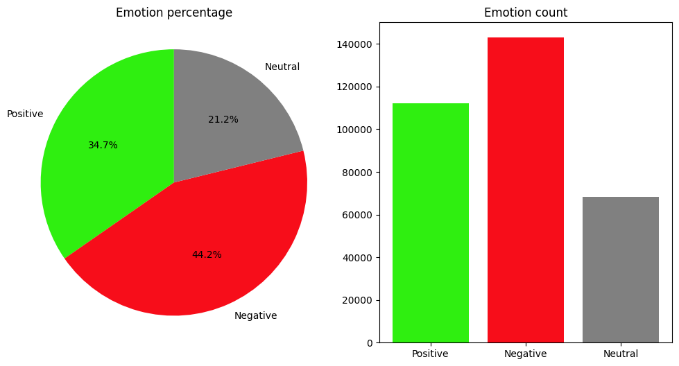 Emotion percentage
Neutral
Positive
21.2%
34.7%
44.2%
Negative
Emotion count
140000
120000
100000
80000
60000
40000
20000
0
Positive
Negative
Neutral